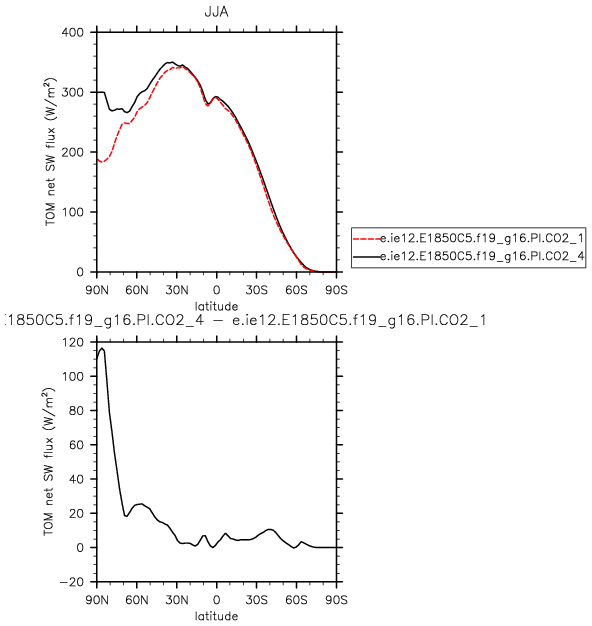 JJA
400
300
200
100
0
TOM net SW flux (W/m²)
90N 60N 30N 0 30S 60S 90S
latitude
e.ie12.E1850C5.f19_g16.PI.CO2_1
e.ie12.E1850C5.f19_g16.PI.CO2_4
.1850C5.f19_g16.PI.CO2_4 – e.ie12.E1850C5.f19_g16.PI.CO2_1
120
100
80
60
40
20
0
−20
TOM net SW flux (W/m²)
90N 60N 30N 0 30S 60S 90S
latitude